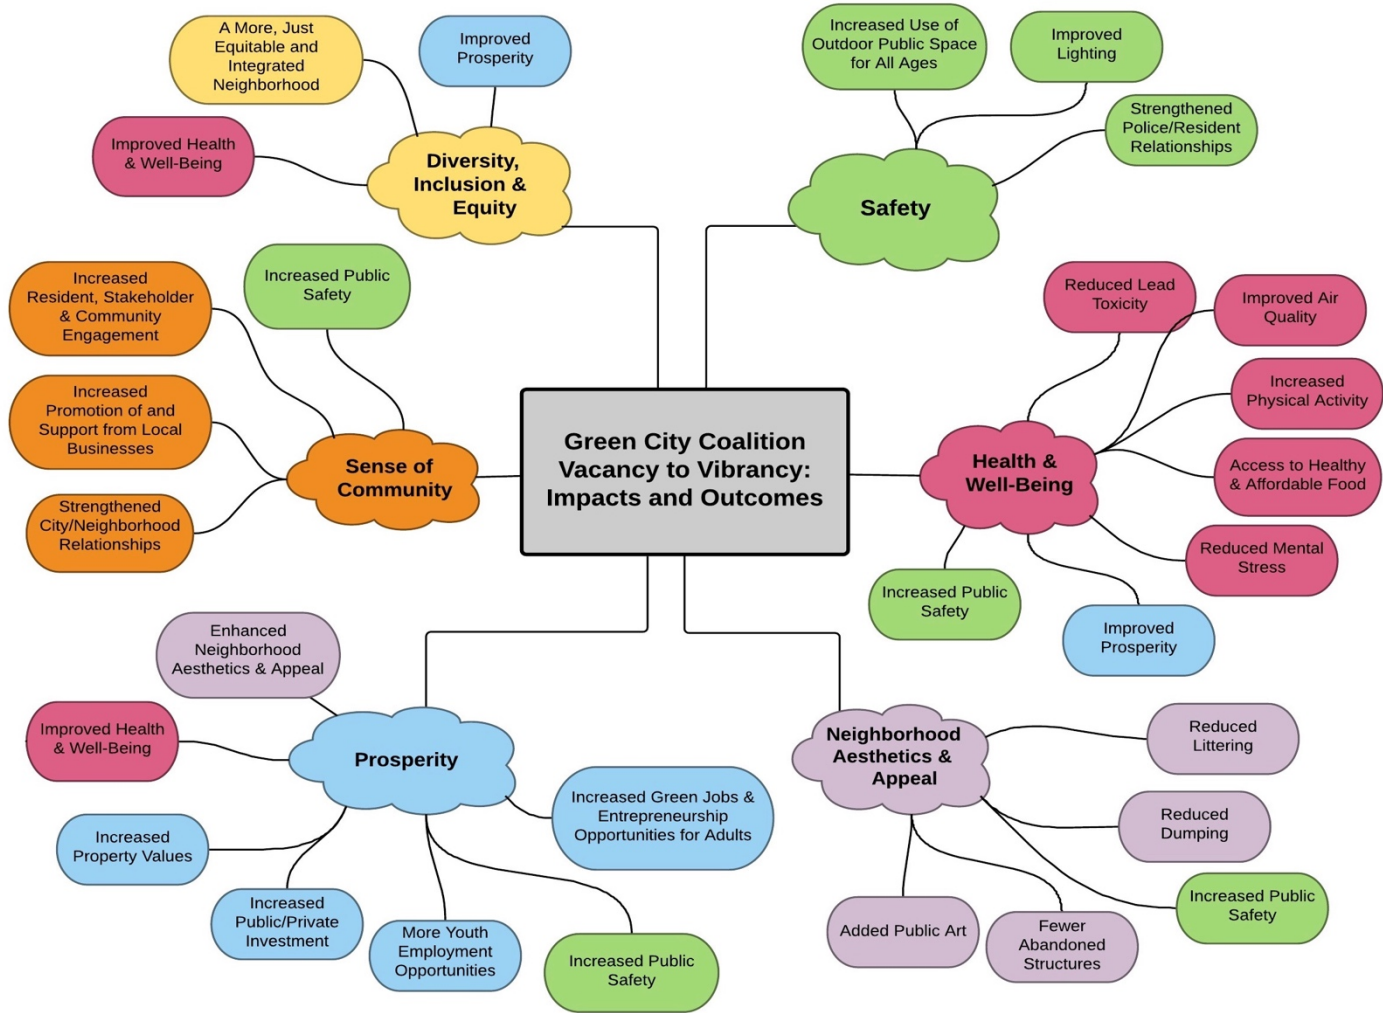 A More, Just
Equitable and
Integrated
Neighborhood
Improved
Prosperity
Improved Health
& Well-Being
Diversity,
Inclusion &
Equity
Increased Use of
Outdoor Public Space
for All Ages
Improved
Lighting
Strengthened
Police/Resident
Relationships
Safety
Increased
Resident, Stakeholder
& Community
Engagement
Increased Public
Safety
Increased
Promotion of and
Support from Local
Businesses
Strengthened
City/Neighborhood
Relationships
Sense of
Community
Green City Coalition
Vacancy to Vibrancy:
Impacts and Outcomes
Reduced Lead
Toxicity
Improved Air
Quality
Increased
Physical Activity
Access to Healthy
& Affordable Food
Reduced Mental
Stress
Health &
Well-Being
Increased Public
Safety
Improved
Prosperity
Enhanced
Neighborhood
Aesthetics & Appeal
Improved Health
& Well-Being
Prosperity
Increased
Property Values
Increased
Public/Private
Investment
More Youth
Employment
Opportunities
Increased Public
Safety
Increased Green Jobs &
Entrepreneurship
Opportunities for Adults
Neighborhood
Aesthetics &
Appeal
Reduced
Littering
Reduced
Dumping
Increased Public
Safety
Added Public Art
Fewer
Abandoned
Structures